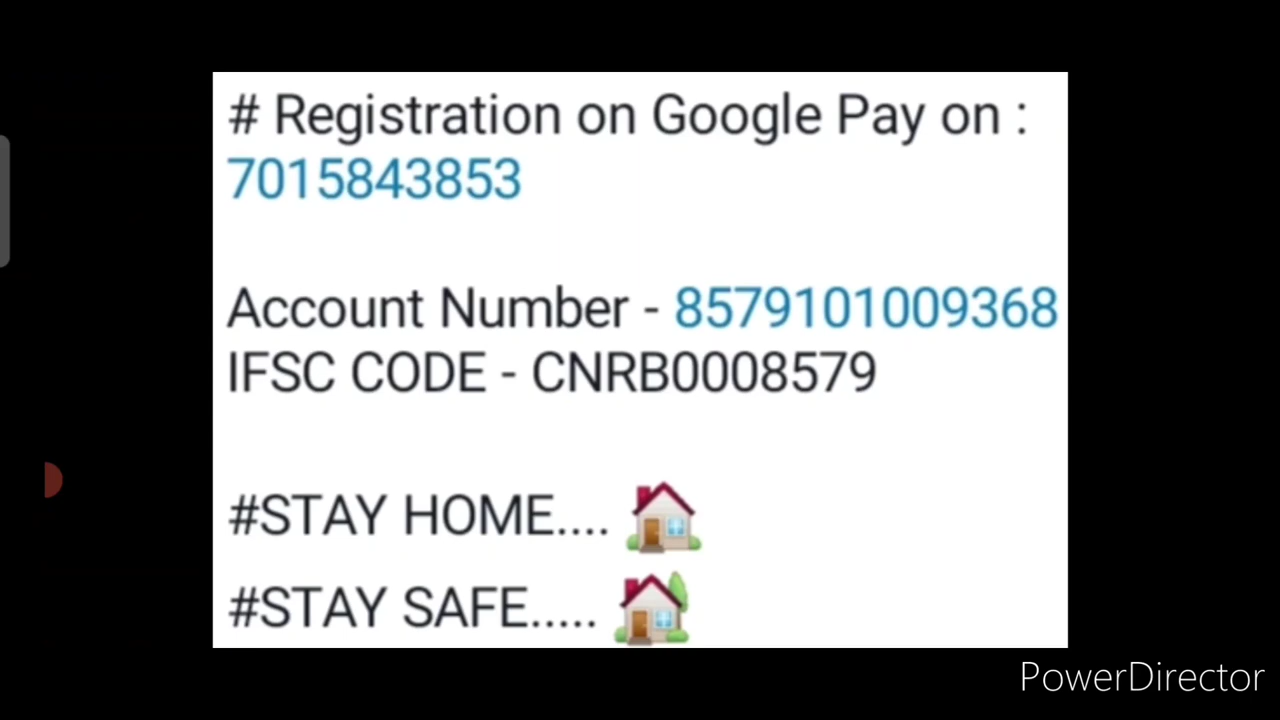 # Registration on Google Pay on :
7015843853
Account Number - 8579101009368
IFSC CODE - CNRB0008579
#STAY HOME.... 🏠
#STAY SAFE..... 🏡
PowerDirector